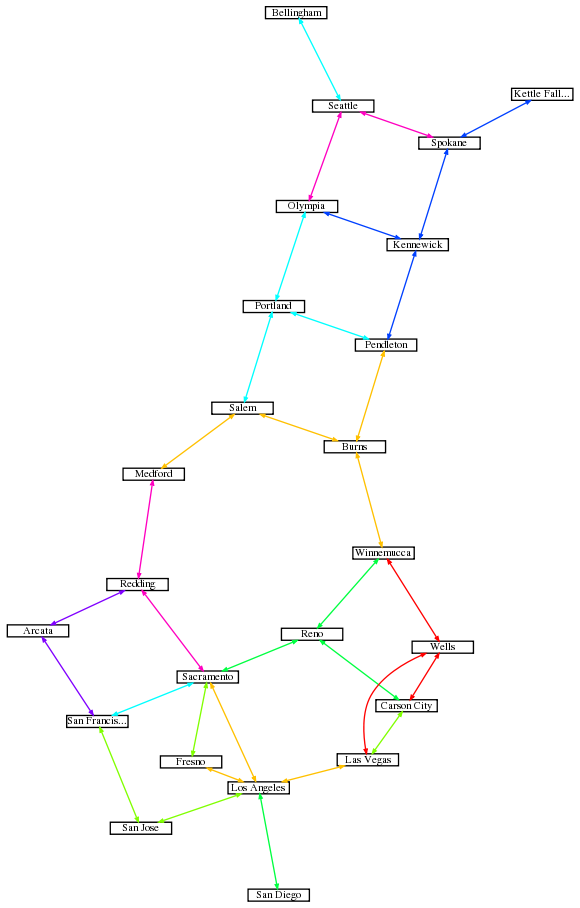 Bellingham
Kettle Fall...
Seattle
Spokane
Olympia
Kennewick
Portland
Pendleton
Salem
Burns
Medford
Winnemucca
Redding
Arcata
Reno
Wells
Sacramento
Carson City
San Francis...
Las Vegas
Fresno
Los Angeles
San Jose
San Diego